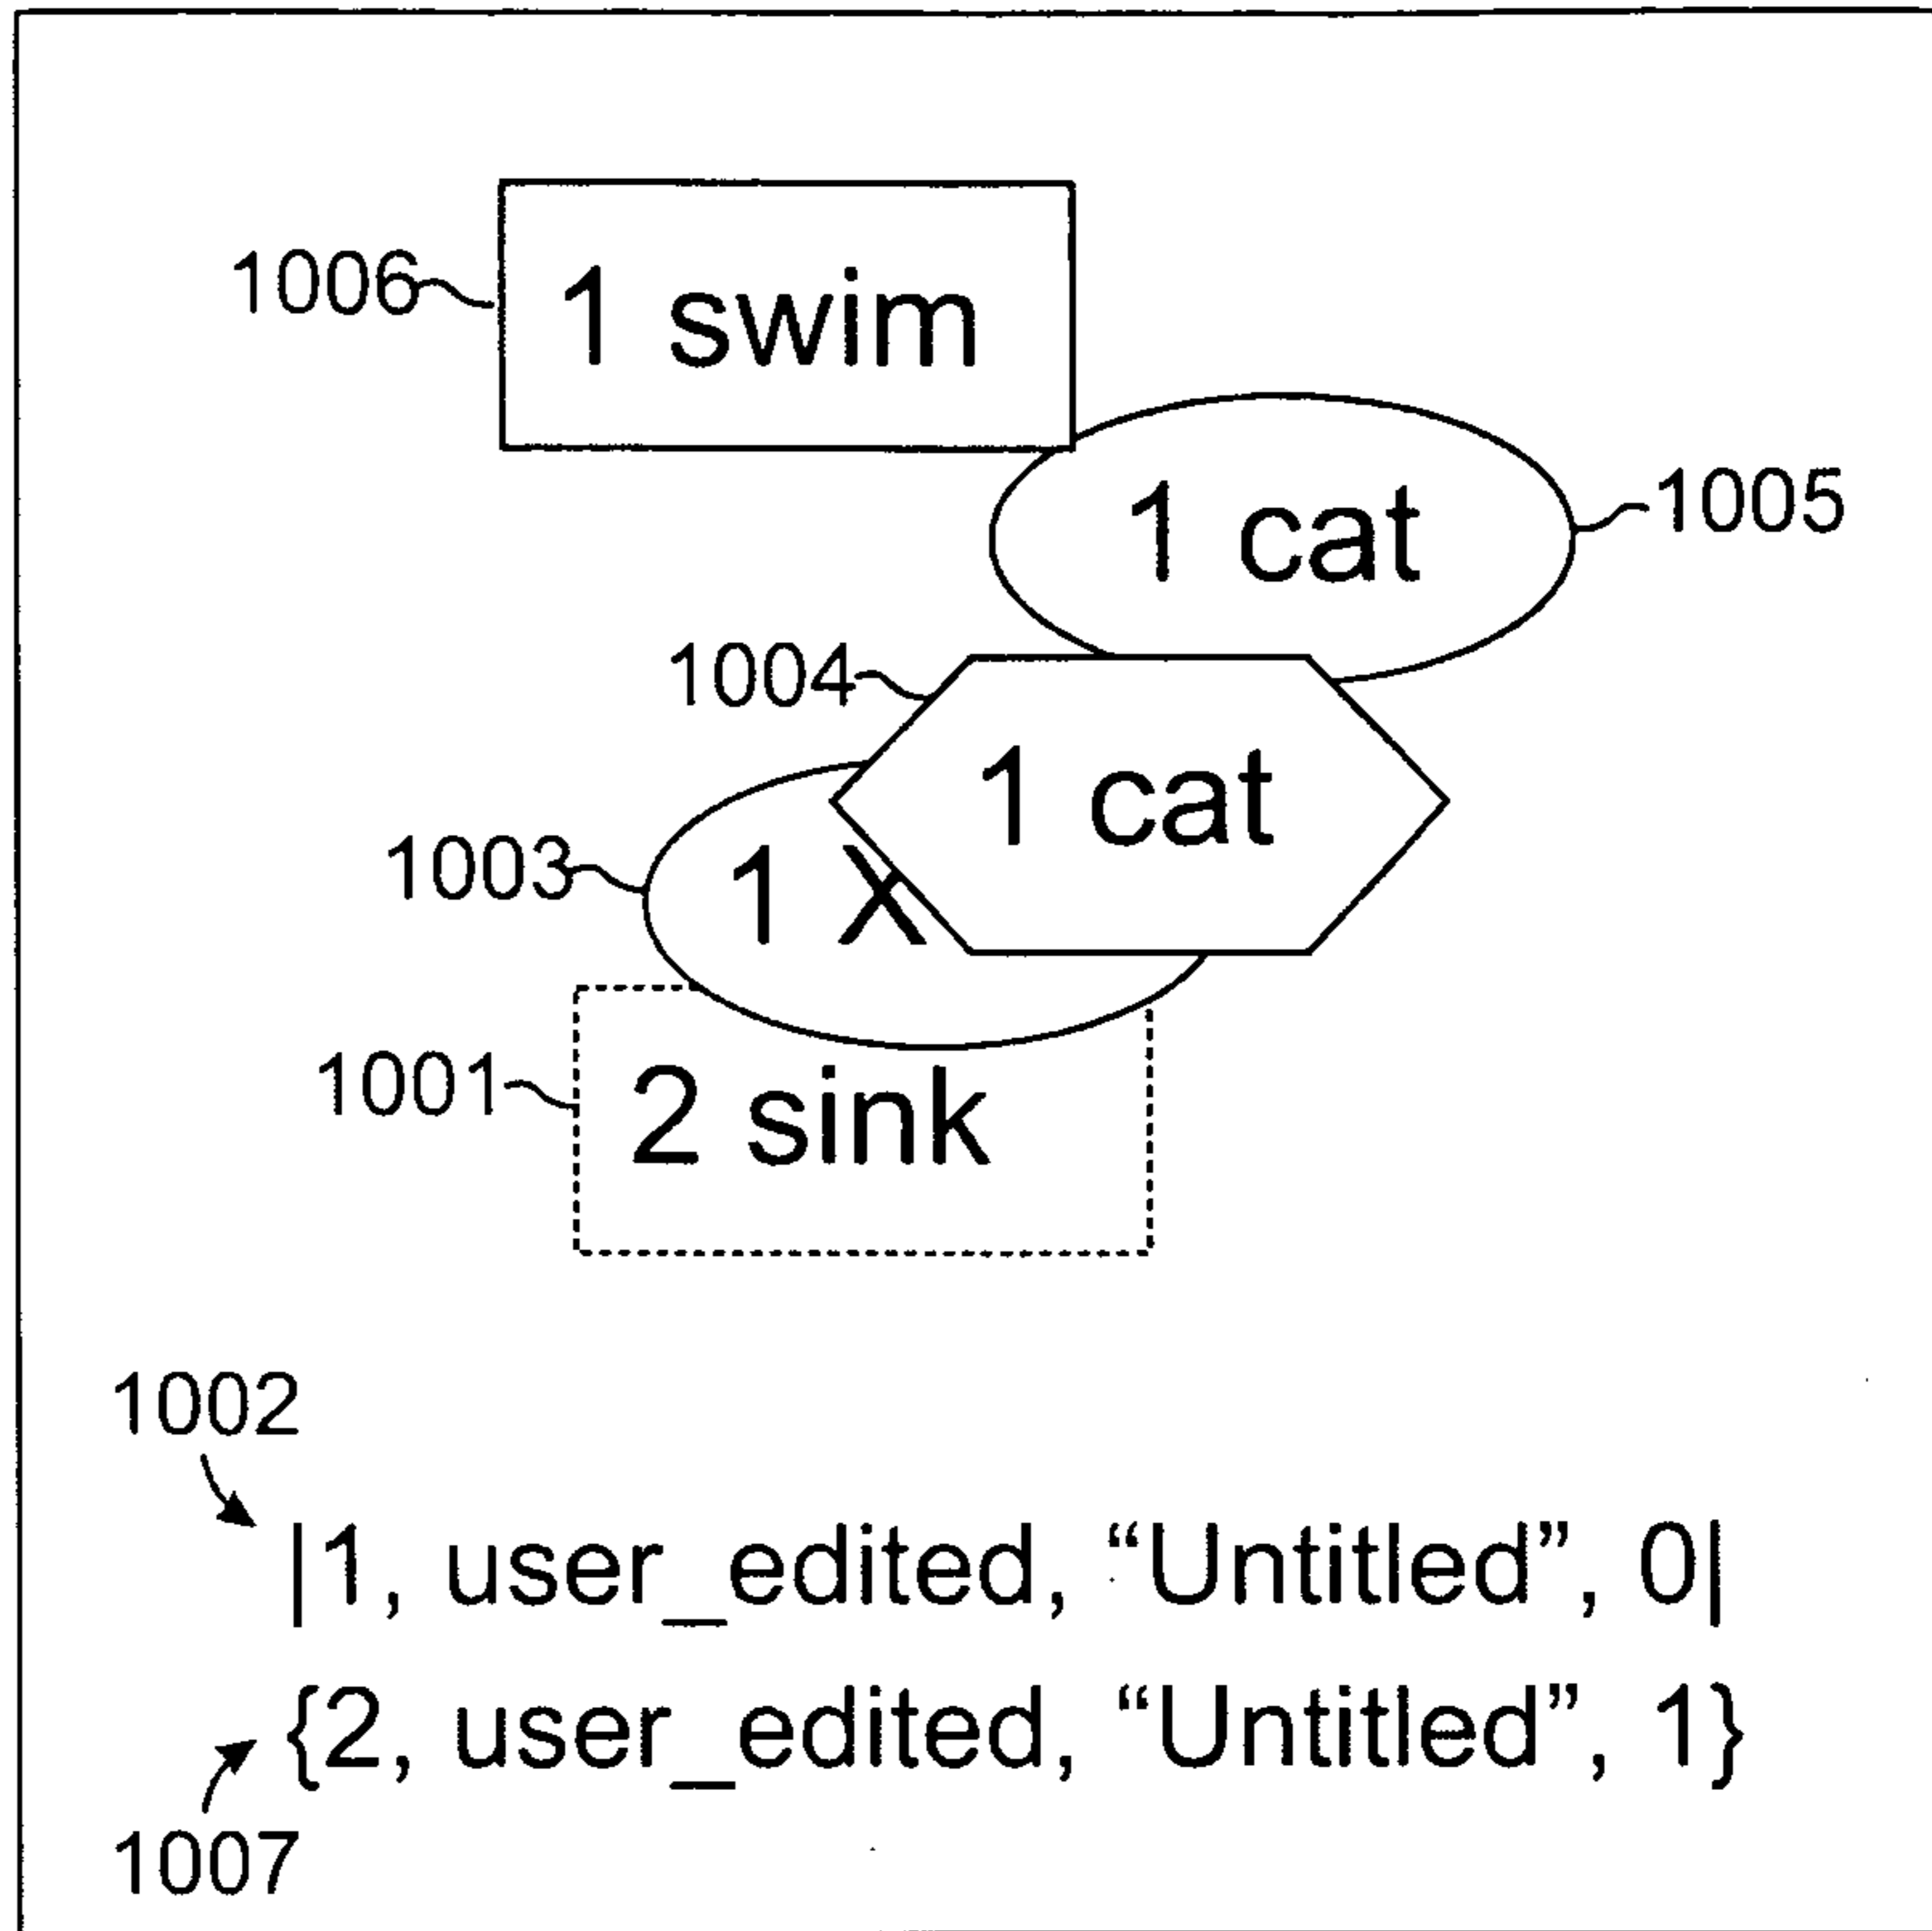 1006
1 swim
1 cat
1005
1004
1 cat
1003
1 X
1001
2 sink
1002
|1, user_edited, “Untitled”, 0|
{2, user_edited, “Untitled”, 1}
1007